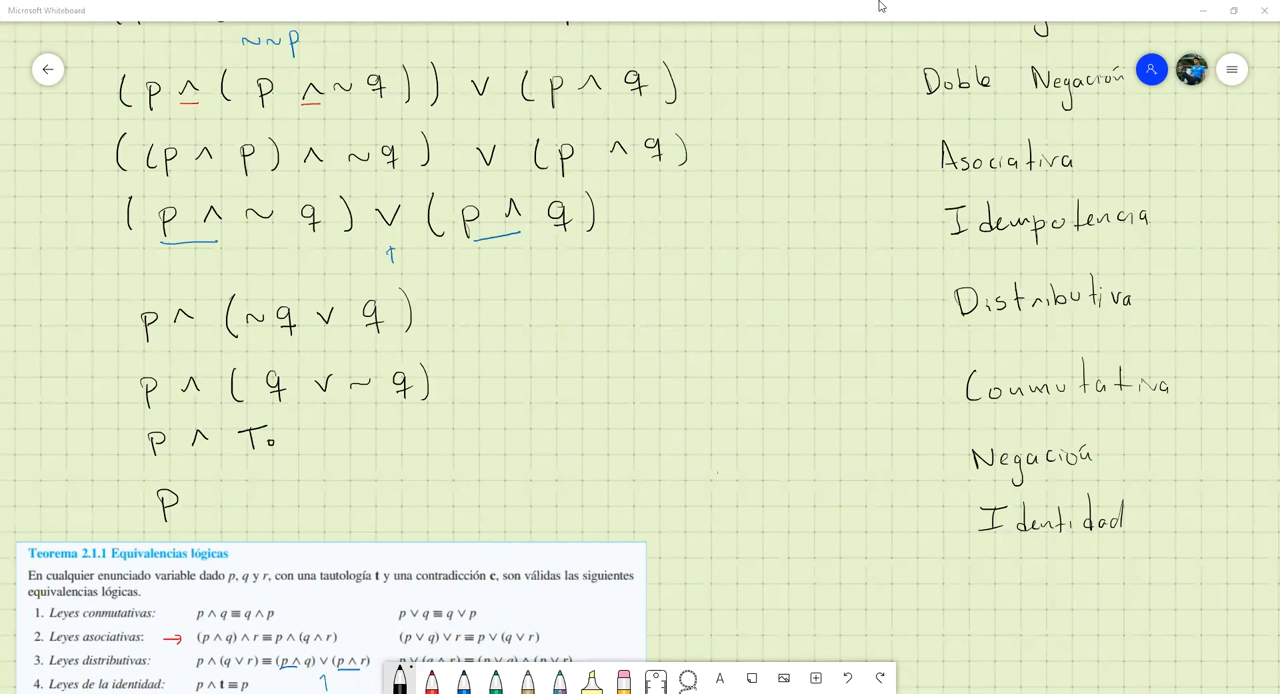 Microsoft Whiteboard
∼∼p
(p ∧ (p ∧ ∼q)) ∨ (p ∧ q) Doble Negación
((p ∧ p) ∧ ∼q) ∨ (p ∧ q) Asociativa
(p ∧ ∼q) ∨ (p ∧ q) Idempotencia
p ∧ (∼q ∨ q) Distributiva
p ∧ (q ∨ ∼q) Conmutativa
p ∧ To Negación
p Identidad
Teorema 2.1.1 Equivalencias lógicas
En cualquier enunciado variable dado p, q y r, con una tautología t y una contradicción c, son válidas las siguientes
equivalencias lógicas.
1. Leyes conmutativas: p ∧ q ≡ q ∧ p p ∨ q ≡ q ∨ p
2. Leyes asociativas: → (p ∧ q) ∧ r ≡ p ∧ (q ∧ r) (p ∨ q) ∨ r ≡ p ∨ (q ∨ r)
3. Leyes distributivas: p ∧ (q ∨ r) ≡ (p ∧ q) ∨ (p ∧ r)
4. Leyes de la identidad: p ∧ t ≡ p